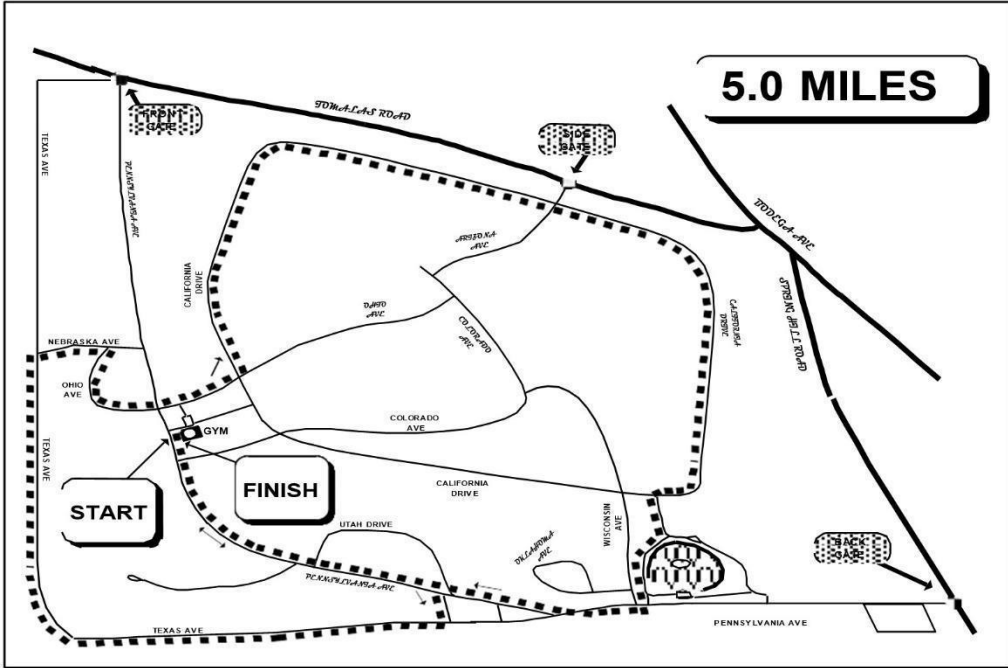 5.0 MILES
TOMALAS ROAD
FRONT
GATE
SIDE
GATE
TEXAS AVE
PENNSYLVANIA AVE
BODEGA AVE
ARIZONA
AVE
CALIFORNIA
DRIVE
OHIO
AVE
COLORADO
AVE
CALIFORNIA
DRIVE
SPRING HILL ROAD
NEBRASKA AVE
OHIO
AVE
COLORADO
AVE
GYM
TEXAS AVE
START
FINISH
CALIFORNIA
DRIVE
UTAH DRIVE
OKLAHOMA
AVE
WISCONSIN
AVE
BACK
GATE
PENNSYLVANIA AVE
TEXAS AVE
PENNSYLVANIA AVE